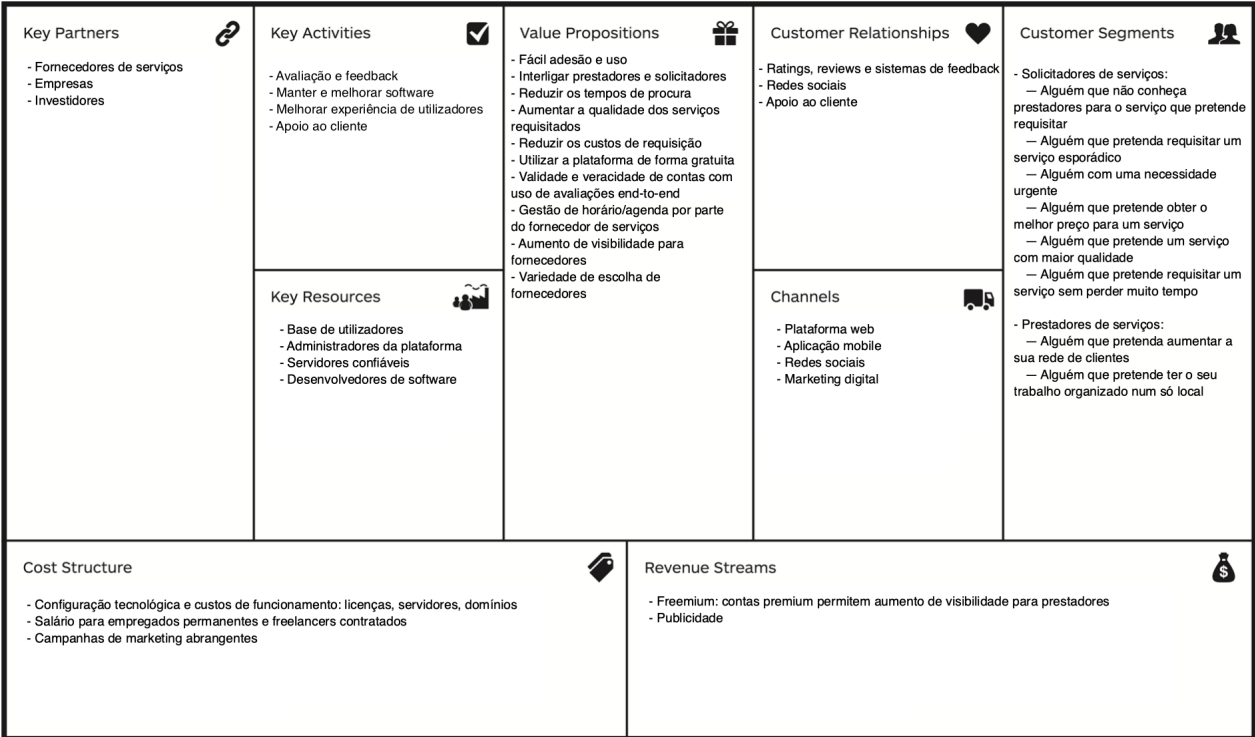 Key Partners
- Fornecedores de serviços
- Empresas
- Investidores
Key Activities
- Avaliação e feedback
- Manter e melhorar software
- Melhorar experiência de utilizadores
- Apoio ao cliente
Key Resources
- Base de utilizadores
- Administradores da plataforma
- Servidores confiáveis
- Desenvolvedores de software
Value Propositions
- Fácil adesão e uso
- Interligar prestadores e solicitadores
- Reduzir os tempos de procura
- Aumentar a qualidade dos serviços
requisitados
- Reduzir os custos de requisição
- Utilizar a plataforma de forma gratuita
- Validade e veracidade de contas com
uso de avaliações end-to-end
- Gestão de horário/agenda por parte
do fornecedor de serviços
- Aumento de visibilidade para
fornecedores
- Variedade de escolha de
fornecedores
Customer Relationships
- Ratings, reviews e sistemas de feedback
- Redes sociais
- Apoio ao cliente
Channels
- Plataforma web
- Aplicação mobile
- Redes sociais
- Marketing digital
Customer Segments
- Solicitadores de serviços:
— Alguém que não conheça
prestadores para o serviço que pretende
requisitar
— Alguém que pretenda requisitar um
serviço esporádico
— Alguém com uma necessidade
urgente
— Alguém que pretende obter o
melhor preço para um serviço
— Alguém que pretende um serviço
com maior qualidade
— Alguém que pretende requisitar um
serviço sem perder muito tempo
- Prestadores de serviços:
— Alguém que pretenda aumentar a
sua rede de clientes
— Alguém que pretende ter o seu
trabalho organizado num só local
Cost Structure
- Configuração tecnológica e custos de funcionamento: licenças, servidores, domínios
- Salário para empregados permanentes e freelancers contratados
- Campanhas de marketing abrangentes
Revenue Streams
$
- Freemium: contas premium permitem aumento de visibilidade para prestadores
- Publicidade